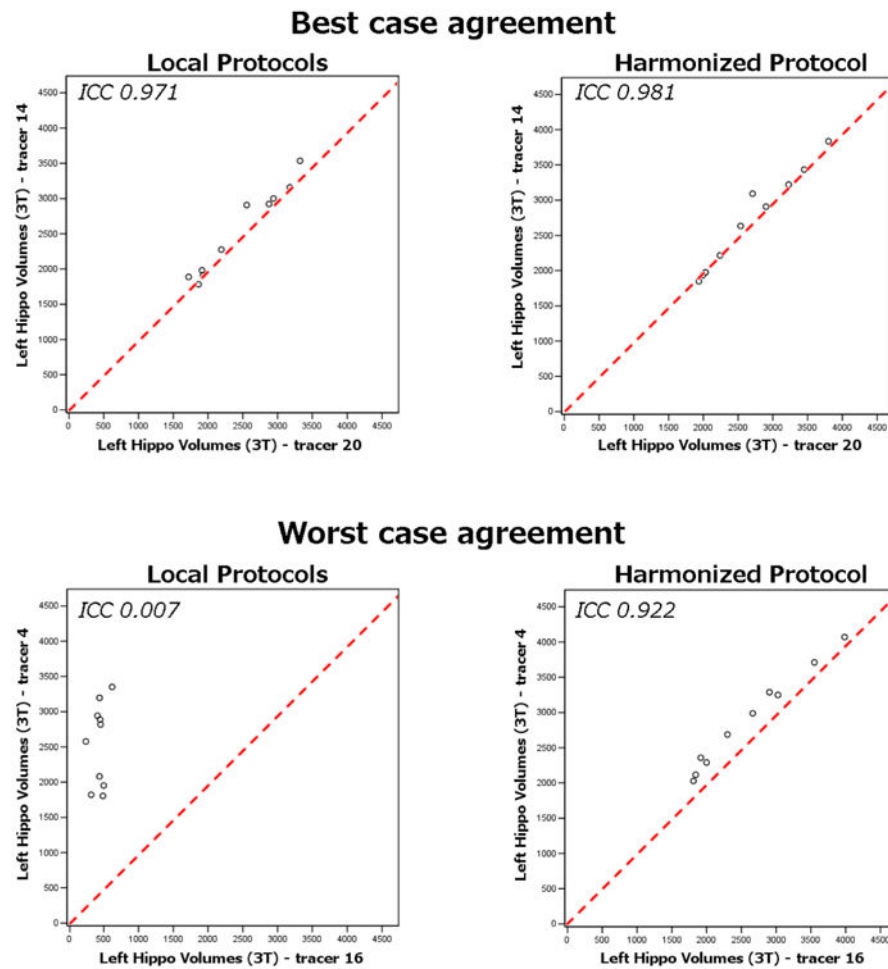 Best case agreement
Local Protocols
ICC 0.971
4500
4000
3500
3000
2500
2000
1500
1000
500
0
Left Hippo Volumes (3T) - tracer 14
0 500 1000 1500 2000 2500 3000 3500 4000 4500
Left Hippo Volumes (3T) - tracer 20
Harmonized Protocol
ICC 0.981
4500
4000
3500
3000
2500
2000
1500
1000
500
0
Left Hippo Volumes (3T) - tracer 14
0 500 1000 1500 2000 2500 3000 3500 4000 4500
Left Hippo Volumes (3T) - tracer 20
Worst case agreement
Local Protocols
ICC 0.007
4500
4000
3500
3000
2500
2000
1500
1000
500
0
Left Hippo Volumes (3T) - tracer 4
0 500 1000 1500 2000 2500 3000 3500 4000 4500
Left Hippo Volumes (3T) - tracer 16
Harmonized Protocol
ICC 0.922
4500
4000
3500
3000
2500
2000
1500
1000
500
0
Left Hippo Volumes (3T) - tracer 4
0 500 1000 1500 2000 2500 3000 3500 4000 4500
Left Hippo Volumes (3T) - tracer 16